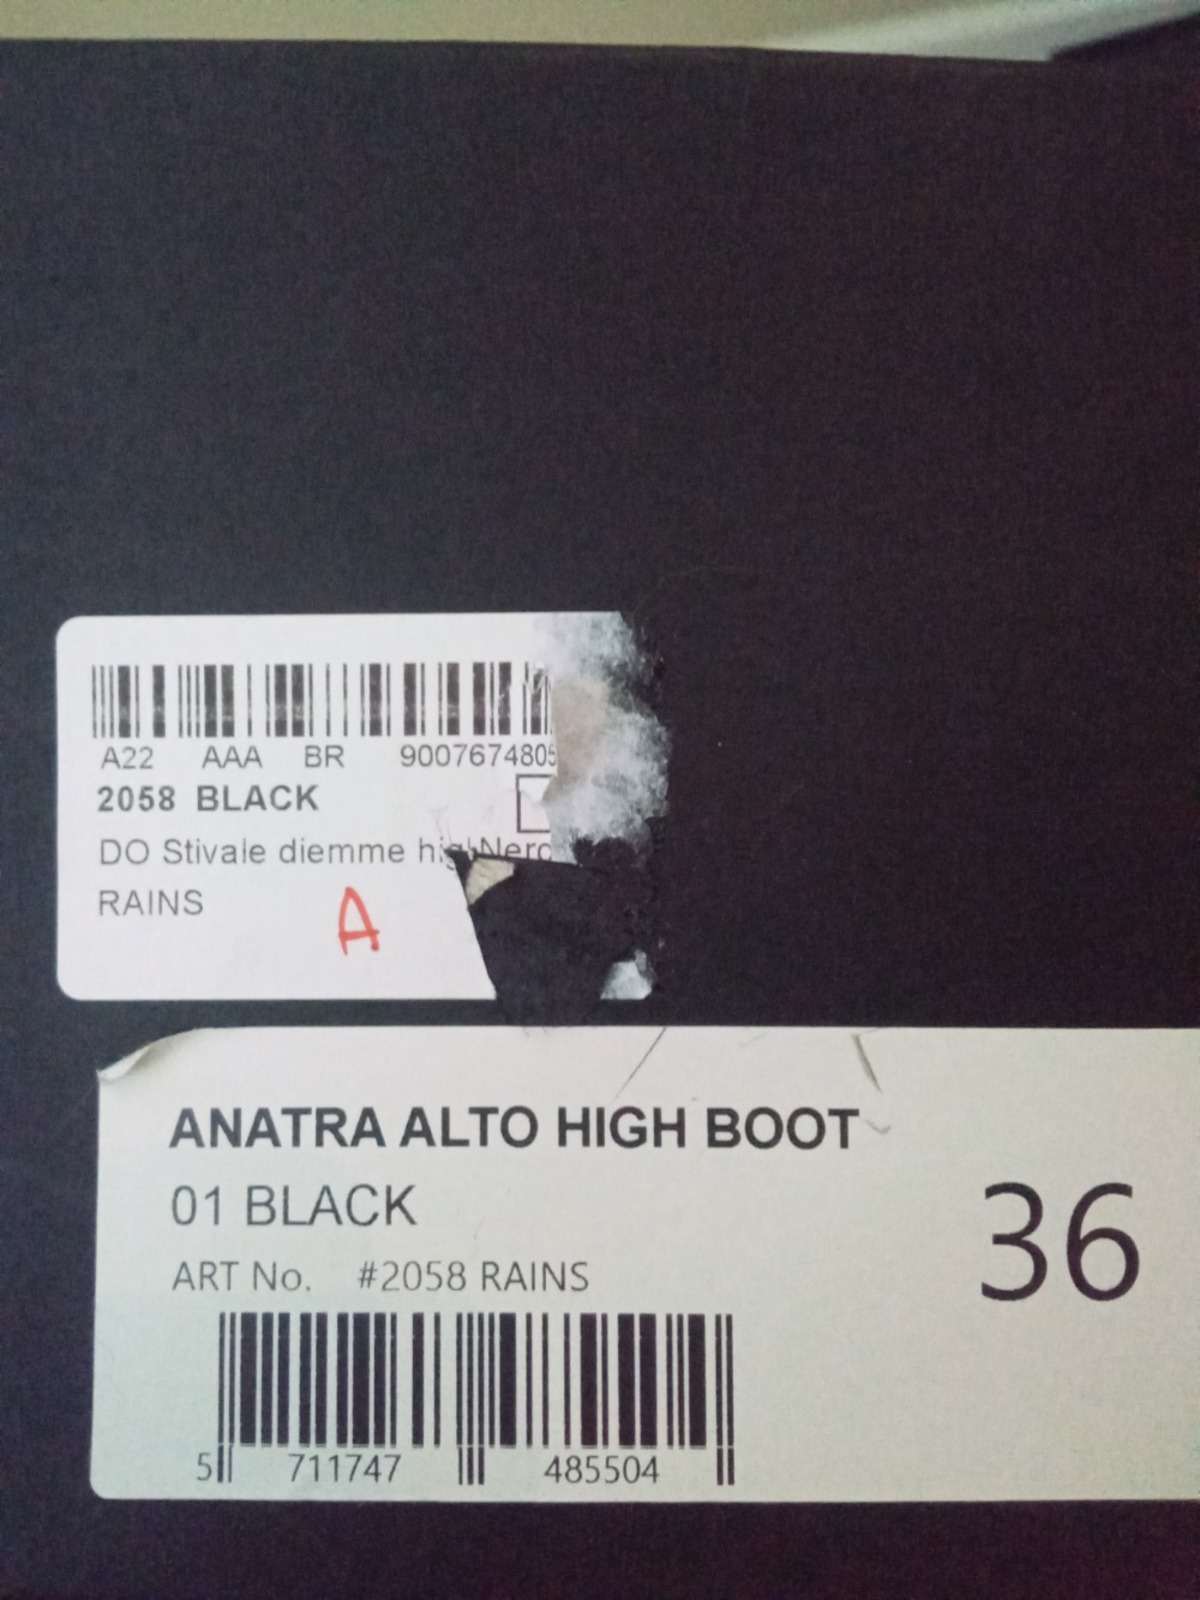 A22 AAA BR 9007674805
2058 BLACK
DO Stivale diemme high Nero
RAINS
A
ANATRA ALTO HIGH BOOT
01 BLACK
36
ART No. #2058 RAINS
5 711747 485504